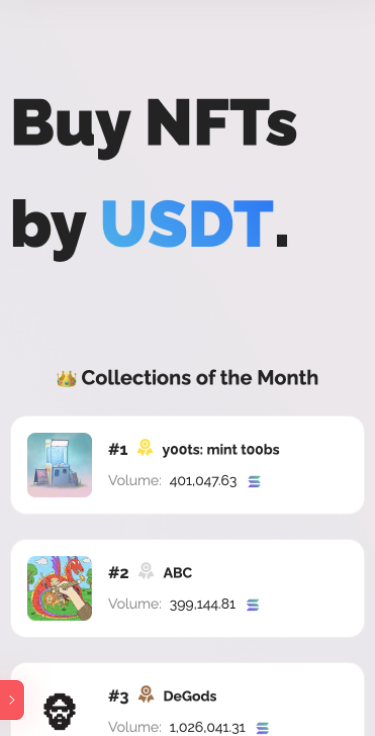 Buy NFTs
by USDT.
👑 Collections of the Month
#1 y00ts: mint t00bs
Volume: 401,047.63
#2 ABC
Volume: 399,144.81
#3 DeGods
Volume: 1,026,041.31